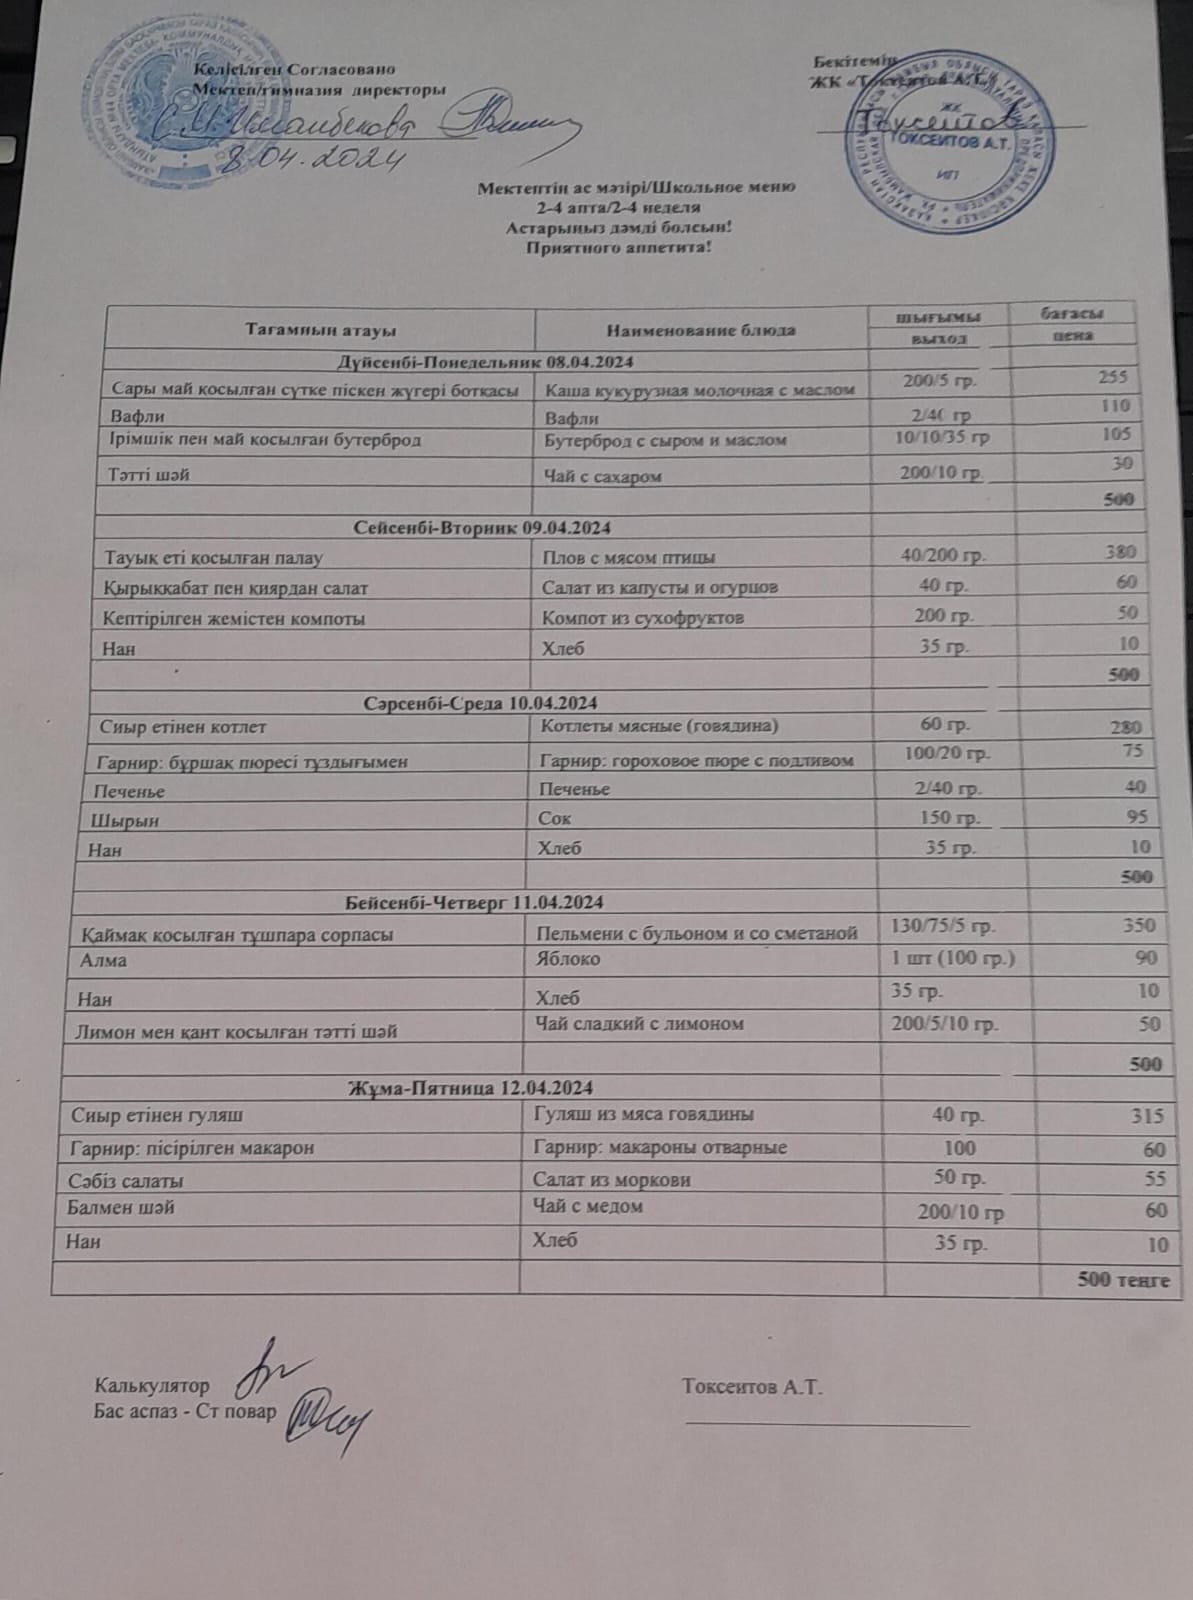 Келісілген Согласовано
Мектеп/гимназия директоры
8.04.2024
Бекітемін
ЖК «Токсеитов А.Т.»
Токсеитов
ЖК
ТОКСЕИТОВ А.Т.
ИП
Мектептін ас мәзірі/Школьное меню
2-4 апта/2-4 неделя
Астарыныз дәмді болсын!
Приятного аппетита!
Тағамнын атауы Наименование блюда шығымы бағасы
выход цена
Дүйсенбі-Понедельник 08.04.2024
Сары май қосылған сүтке піскен жүгері ботқасы Каша кукурузная молочная с маслом 200/5 гр. 255
Вафли Вафли 2/40 гр 110
Ірімшік пен май қосылған бутерброд Бутерброд с сыром и маслом 10/10/35 гр 105
Тәтті шәй Чай с сахаром 200/10 гр. 30
500
Сейсенбі-Вторник 09.04.2024
Тауық еті қосылған палау Плов с мясом птицы 40/200 гр. 380
Қырыққабат пен қиярдан салат Салат из капусты и огурцов 40 гр. 60
Кептірілген жемістен компоты Компот из сухофруктов 200 гр. 50
Нан Хлеб 35 гр. 10
500
Сәрсенбі-Среда 10.04.2024
Сиыр етінен котлет Котлеты мясные (говядина) 60 гр. 280
Гарнир: бұршақ пюресі тұздығымен Гарнир: гороховое пюре с подливом 100/20 гр. 75
Печенье Печенье 2/40 гр. 40
Шырын Сок 150 гр. 95
Нан Хлеб 35 гр. 10
500
Бейсенбі-Четверг 11.04.2024
Қаймақ қосылған тұшпара сорпасы Пельмени с бульоном и со сметаной 130/75/5 гр. 350
Алма Яблоко 1 шт (100 гр.) 90
Нан Хлеб 35 гр. 10
Лимон мен қант қосылған тәтті шәй Чай сладкий с лимоном 200/5/10 гр. 50
500
Жұма-Пятница 12.04.2024
Сиыр етінен гуляш Гуляш из мяса говядины 40 гр. 315
Гарнир: пісірілген макарон Гарнир: макароны отварные 100 60
Сәбіз салаты Салат из моркови 50 гр. 55
Балмен шәй Чай с медом 200/10 гр 60
Нан Хлеб 35 гр. 10
500 тенге
Калькулятор Токсеитов А.Т.
Бас аспаз - Ст повар